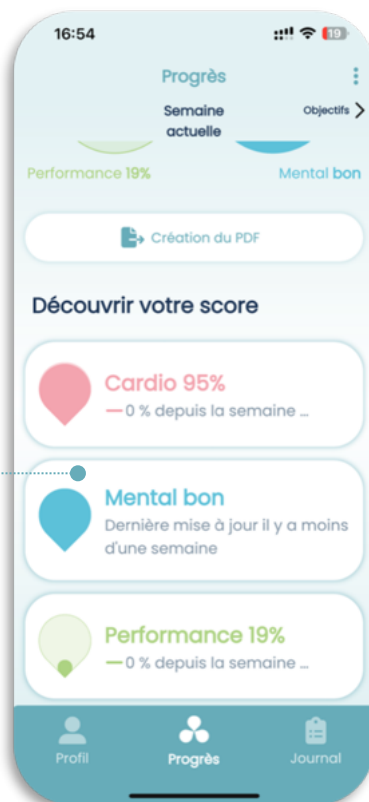 16:54
19
Progrès
Semaine
actuelle
Objectifs
Performance 19%
Mental bon
Création du PDF
Découvrir votre score
Cardio 95%
0 % depuis la semaine ...
Mental bon
Dernière mise à jour il y a moins
d'une semaine
Performance 19%
0 % depuis la semaine ...
Profil
Progrès
Journal